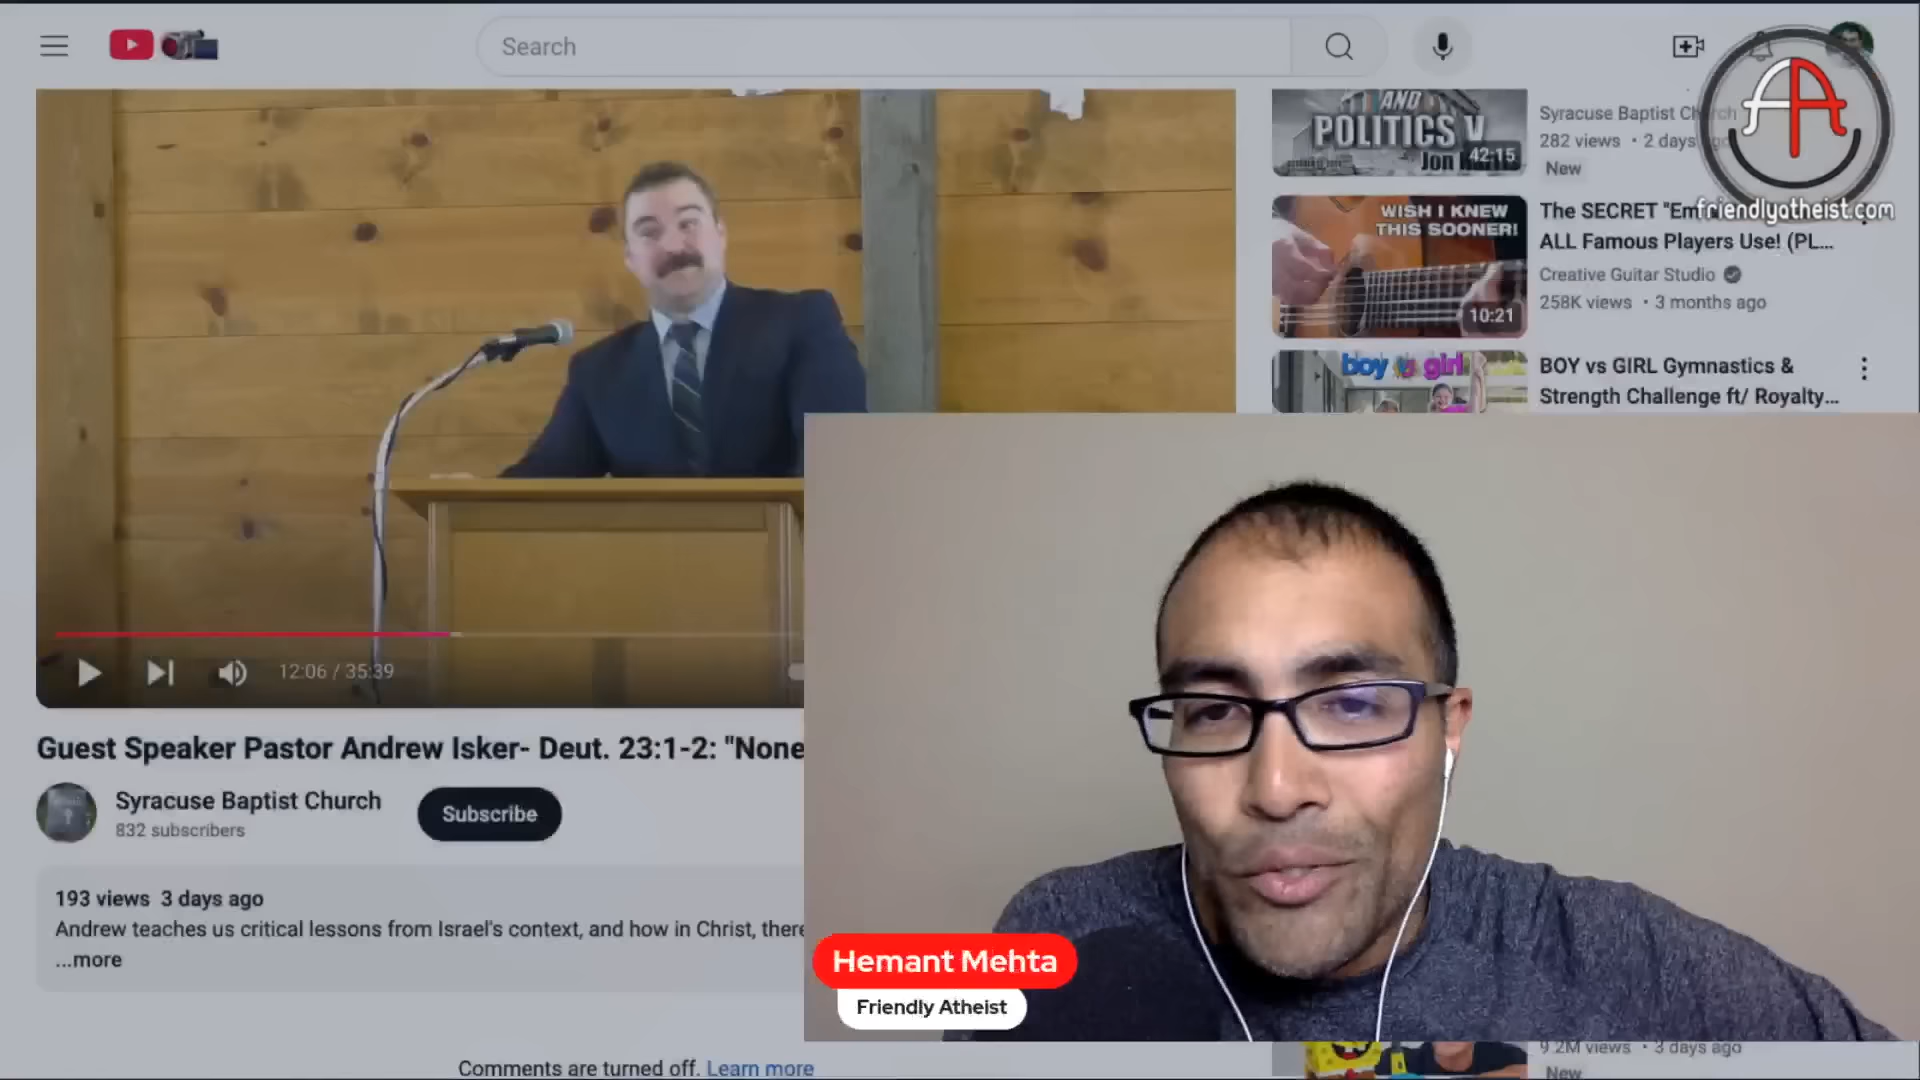 Search
AND
POLITICS V
Jon
42:15
Syracuse Baptist Church
282 views • 2 days ago
New
friendlyatheist.com
WISH I KNEW
THIS SOONER!
10:21
The SECRET "Em
ALL Famous Players Use! (PL...
Creative Guitar Studio
258K views • 3 months ago
boy vs girl
BOY vs GIRL Gymnastics &
Strength Challenge ft/ Royalty...
12:06 / 35:39
Guest Speaker Pastor Andrew Isker- Deut. 23:1-2: "None
Syracuse Baptist Church
832 subscribers
Subscribe
193 views 3 days ago
Andrew teaches us critical lessons from Israel's context, and how in Christ, there
...more
Hemant Mehta
Friendly Atheist
Comments are turned off. Learn more
9.2M views • 3 days ago
New